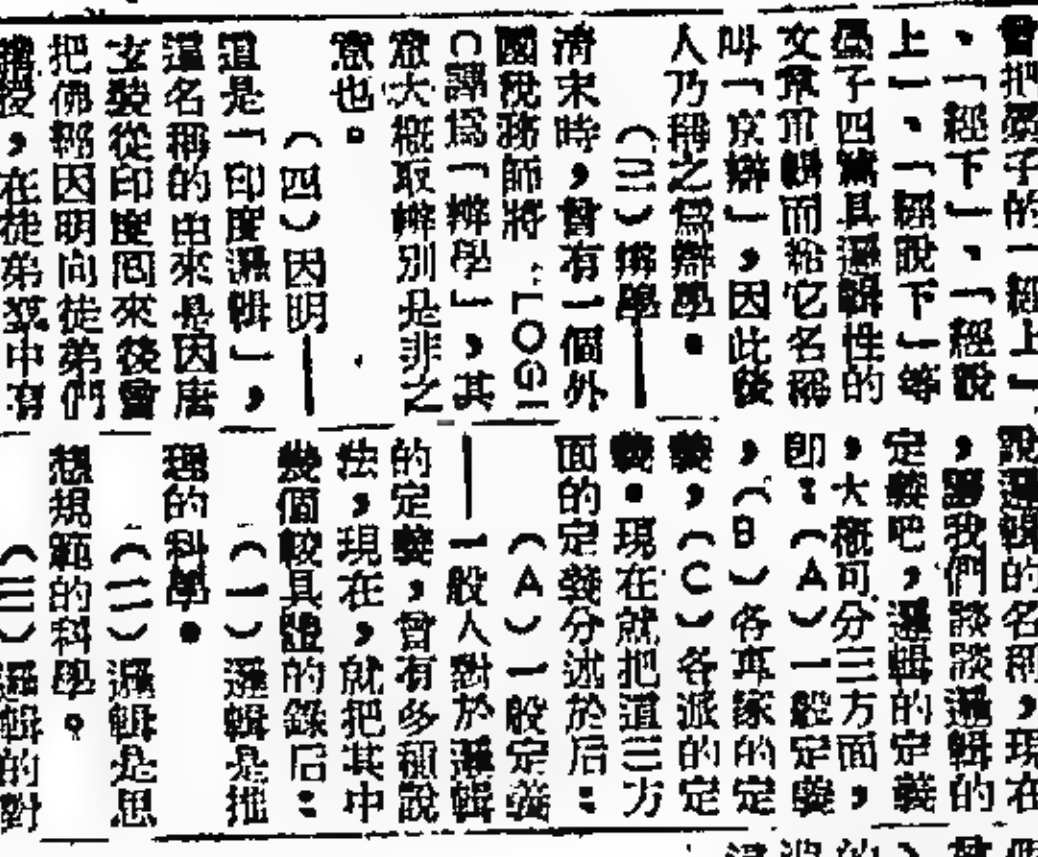 曾把墨子的「經上」
、「經下」、「經說
上」、「經說下」等
墨子四篇具邏輯性的
文章重輯而給它名稱
叫「京辯」,因此後
人乃稱之爲辯學。
(三)辨學——
清末時,曾有一個外
國稅務師將 LOGI
C譯爲「辨學」,其
意大概取辨別是非之
意也。
(四)因明——
這是「印度邏輯」,
這名稱的由來是因唐
玄奘從印度囘來後曾
把佛經因明向徒弟們
講授,在徒弟羣中有
說邏輯的名稱,現在
,讓我們談談邏輯的
定義吧,邏輯的定義
,大概可分三方面,
卽:(A)一般定義
,(B)各專家的定
義,(C)各派的定
義。現在就把這三方
面的定義分述於后:
(A)一般定義
——一般人對於邏輯
的定義,曾有多種說
法,現在,就把其中
幾個較具體的錄后:
(一)邏輯是推
理的科學。
(二)邏輯是思
想規範的科學。
(三)邏輯的對